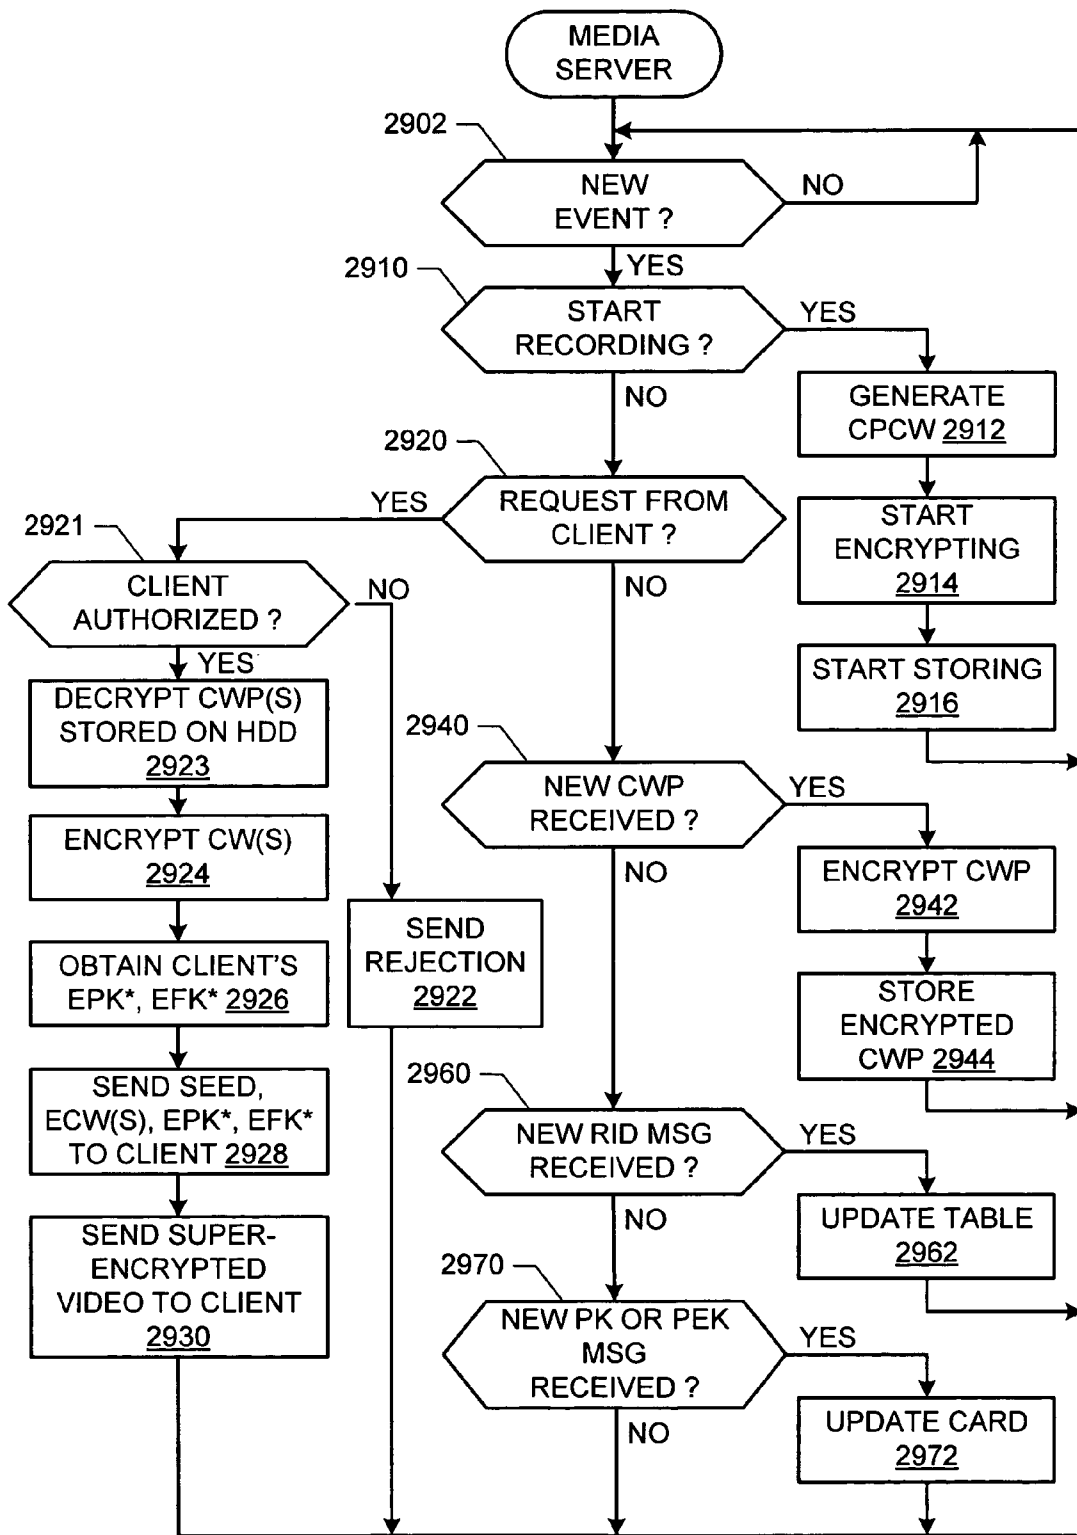 MEDIA
SERVER
2902
NEW
EVENT ?
NO
YES
2910
START
RECORDING ?
YES
NO
GENERATE
CPCW 2912
START
ENCRYPTING
2914
START STORING
2916
2920
REQUEST FROM
CLIENT ?
YES
NO
2921
CLIENT
AUTHORIZED ?
NO
YES
DECRYPT CWP(S)
STORED ON HDD
2923
ENCRYPT CW(S)
2924
OBTAIN CLIENT'S
EPK*, EFK* 2926
SEND SEED,
ECW(S), EPK*, EFK*
TO CLIENT 2928
SEND SUPER-
ENCRYPTED
VIDEO TO CLIENT
2930
SEND
REJECTION
2922
2940
NEW CWP
RECEIVED ?
YES
NO
ENCRYPT CWP
2942
STORE
ENCRYPTED
CWP 2944
2960
NEW RID MSG
RECEIVED ?
YES
NO
UPDATE TABLE
2962
2970
NEW PK OR PEK
MSG
RECEIVED ?
YES
NO
UPDATE CARD
2972